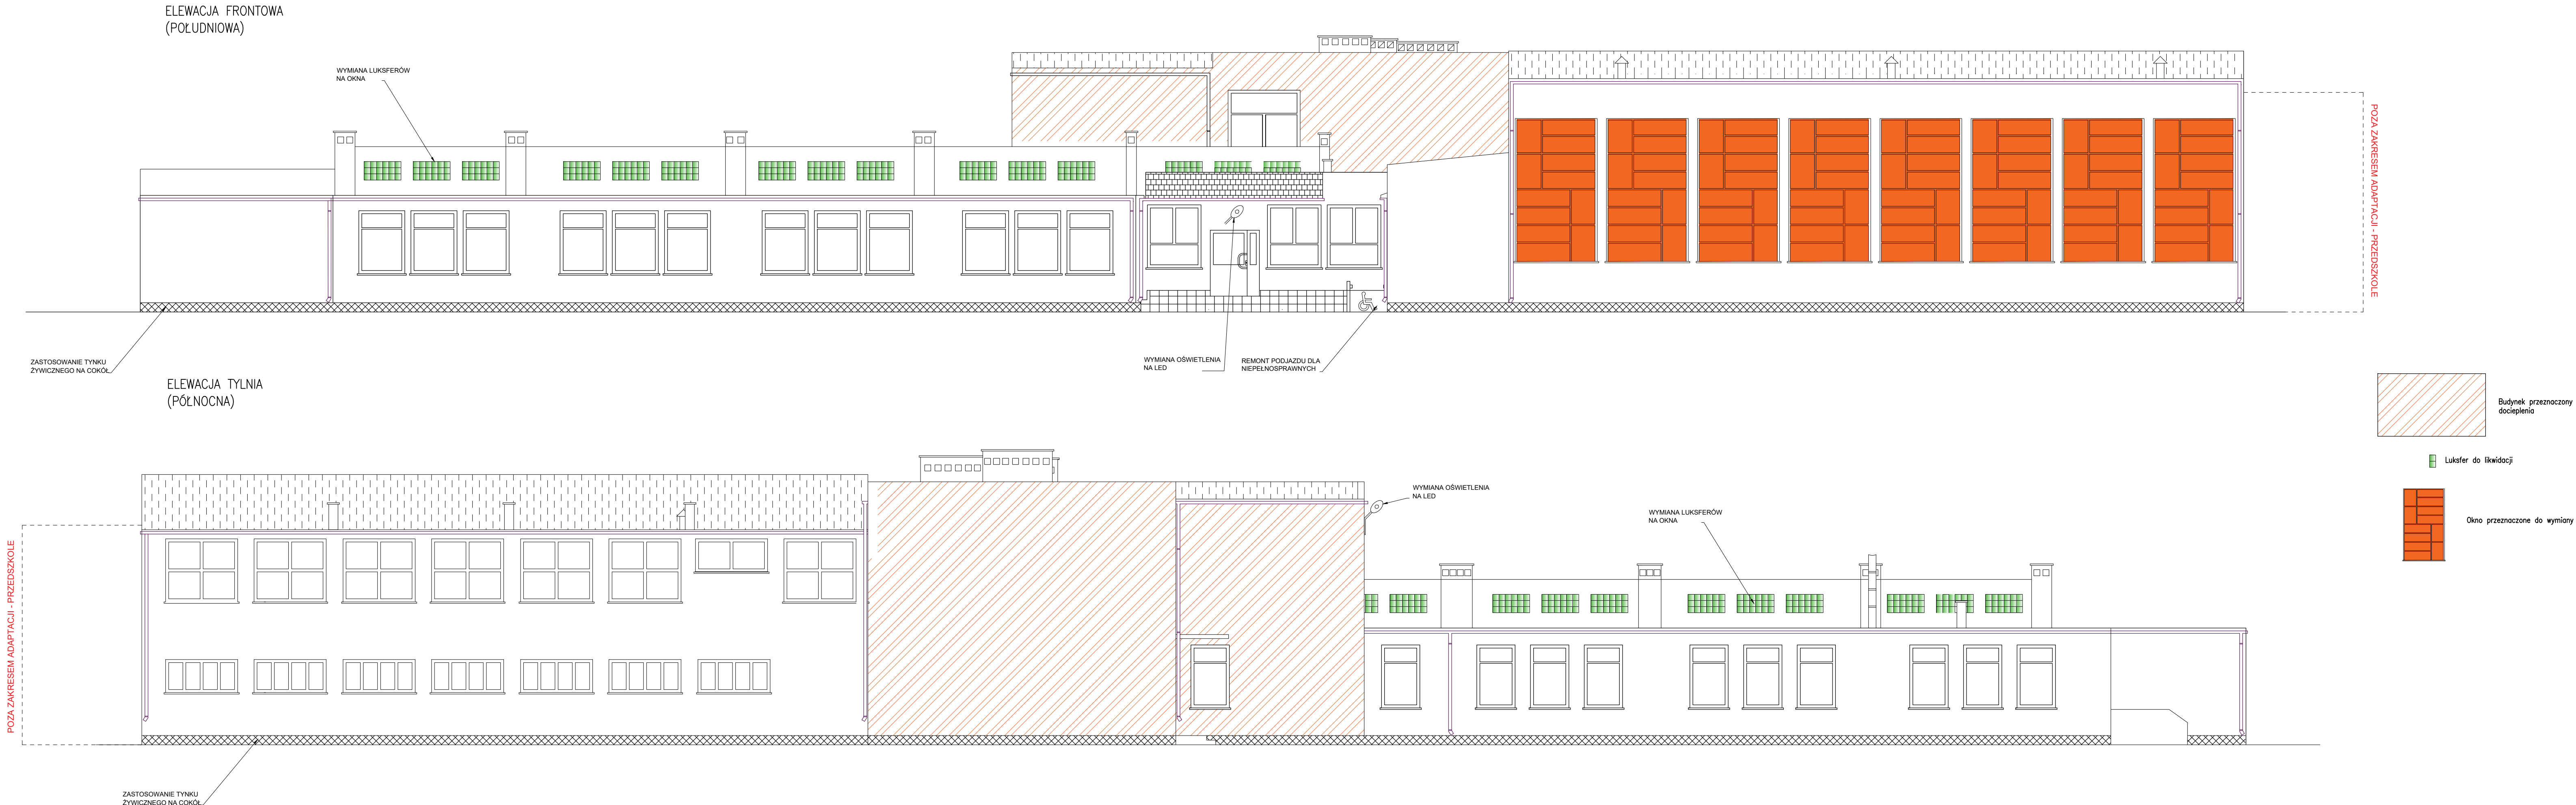 ELEWACJA FRONTOWA
(POŁUDNIOWA)
WYMIANA LUKSFERÓW
NA OKNA
POZA ZAKRESEM ADAPTACJI - PRZEDSZKOLE
ZASTOSOWANIE TYNKU
ŻYWICZNEGO NA COKÓŁ
WYMIANA OŚWIETLENIA
NA LED
REMONT PODJAZDU DLA
NIEPEŁNOSPRAWNYCH
ELEWACJA TYLNIA
(PÓŁNOCNA)
Budynek przeznaczony
docieplenia
Luksfer do likwidacji
Okno przeznaczone do wymiany
WYMIANA OŚWIETLENIA
NA LED
WYMIANA LUKSFERÓW
NA OKNA
POZA ZAKRESEM ADAPTACJI - PRZEDSZKOLE
ZASTOSOWANIE TYNKU
ŻYWICZNEGO NA COKÓŁ